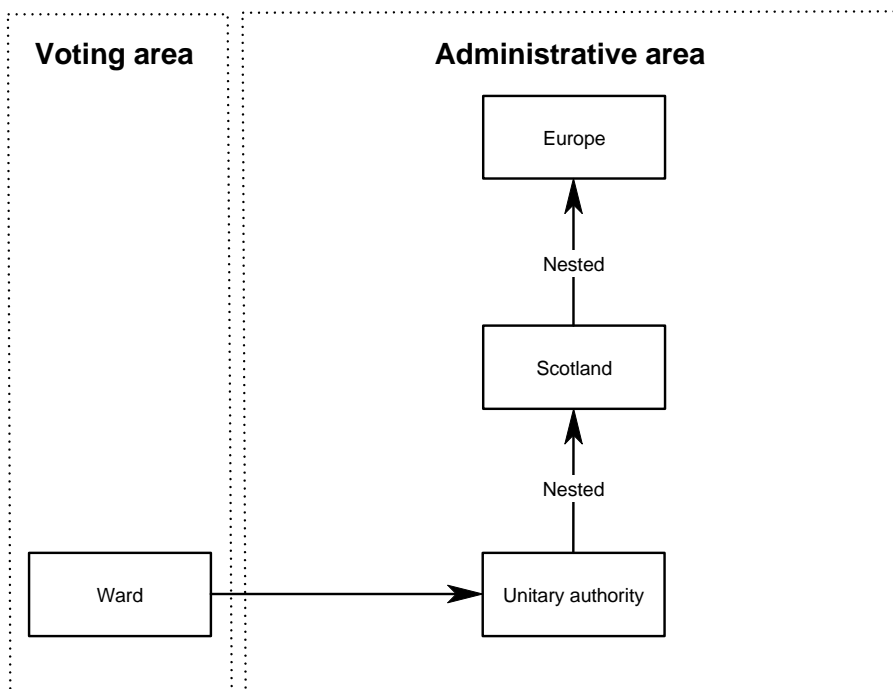 Voting area
Administrative area
Europe
Nested
Scotland
Nested
Ward
Unitary authority